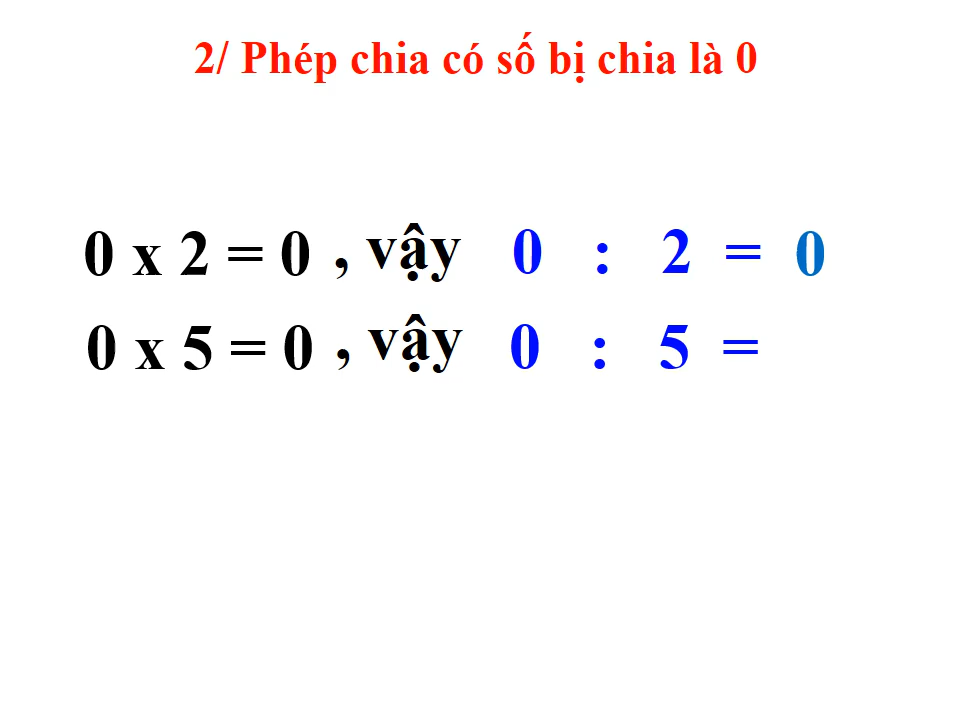 2/ Phép chia có số bị chia là 0
0 x 2 = 0 , vậy 0 : 2 = 0
0 x 5 = 0 , vậy 0 : 5 =